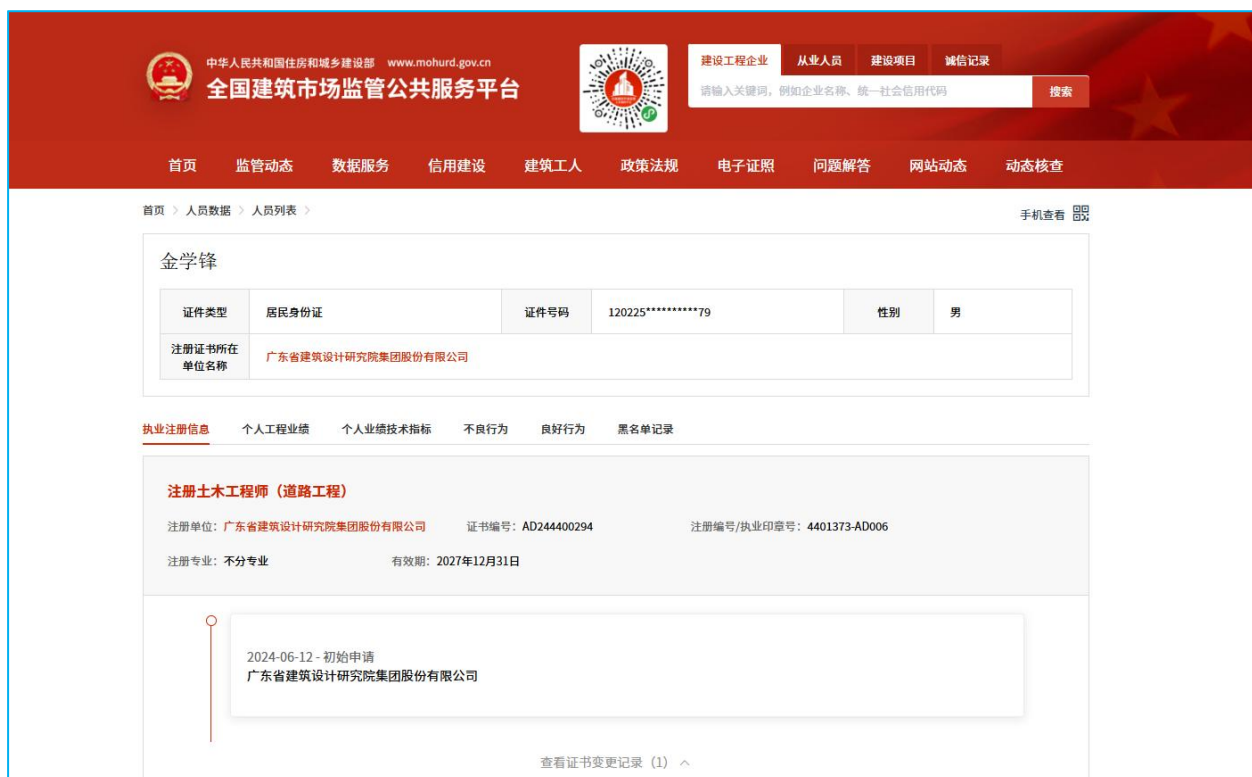 中华人民共和国住房和城乡建设部 www.mohurd.gov.cn
全国建筑市场监管公共服务平台
建设工程企业 从业人员 建设项目 诚信记录
请输入关键词，例如企业名称、统一社会信用代码 搜索
首页 监管动态 数据服务 信用建设 建筑工人 政策法规 电子证照 问题解答 网站动态 动态核查
首页 > 人员数据 > 人员列表 >
手机查看
金学锋
证件类型 居民身份证 证件号码 120225**********79 性别 男
注册证书所在
单位名称
广东省建筑设计研究院集团股份有限公司
执业注册信息 个人工程业绩 个人业绩技术指标 不良行为 良好行为 黑名单记录
注册土木工程师（道路工程）
注册单位：广东省建筑设计研究院集团股份有限公司 证书编号：AD244400294 注册编号/执业印章号：4401373-AD006
注册专业：不分专业 有效期：2027年12月31日
2024-06-12 - 初始申请
广东省建筑设计研究院集团股份有限公司
查看证书变更记录（1）